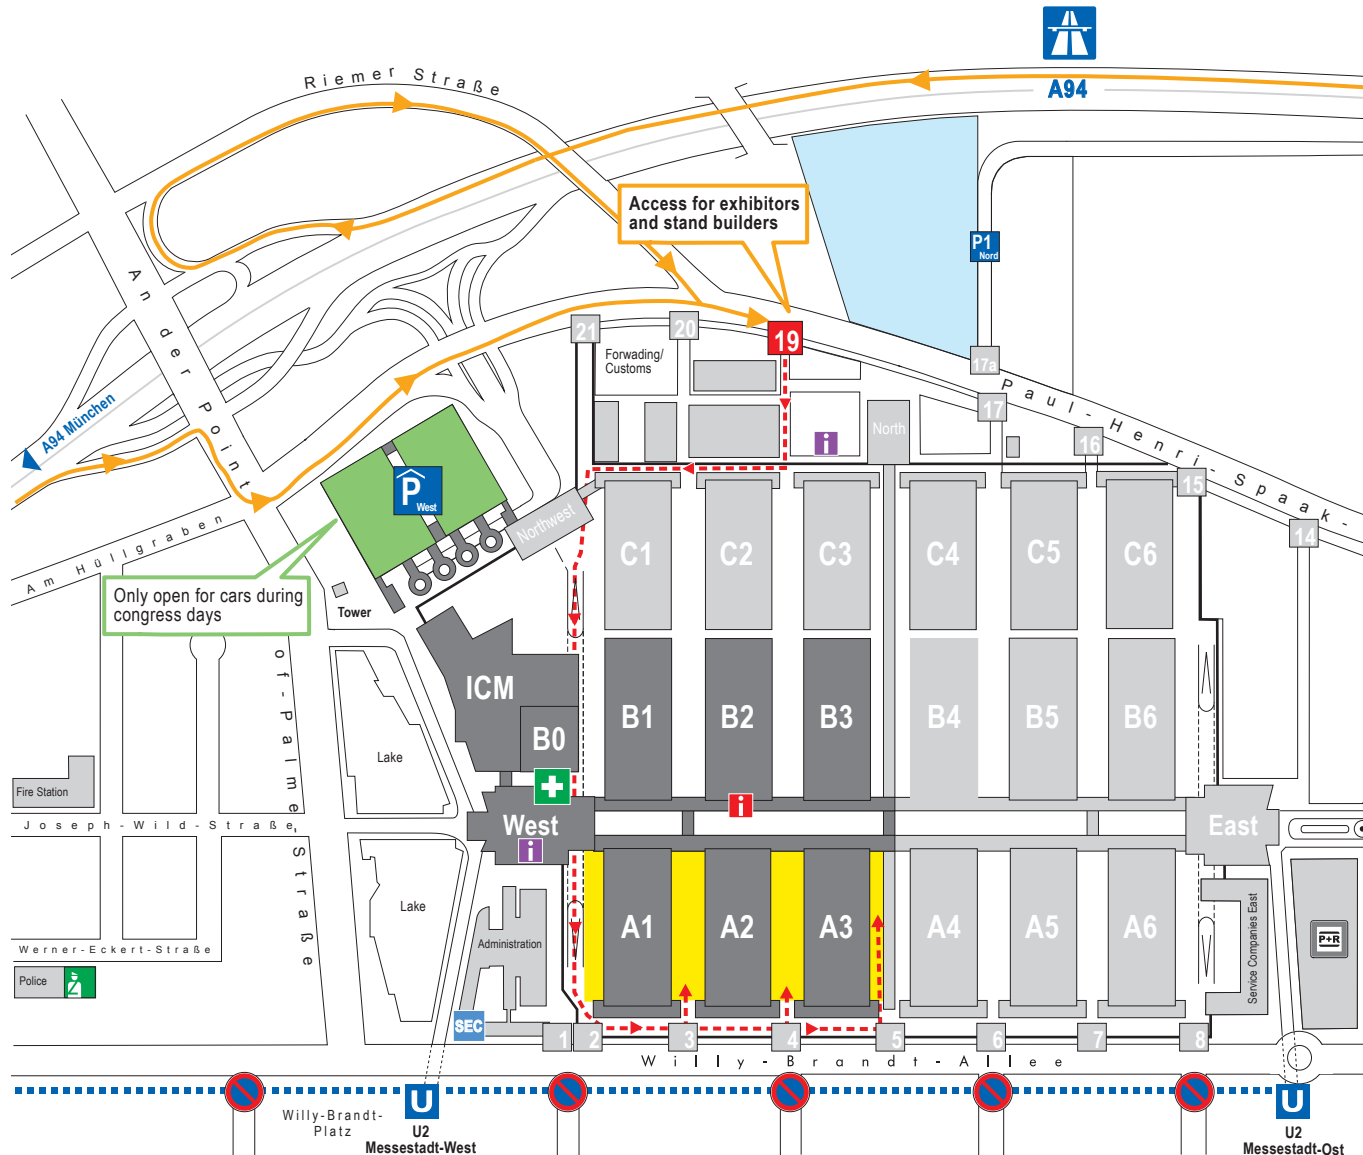 A94
Riemer Straße
Access for exhibitors
and stand builders
P1
Nord
An der Point
21
20
19
17a
17
16
15
14
Forwading/
Customs
Paul-Henri-Spaak-
A94 München
North
i
P
West
Northwest
Am Hüllgraben
Only open for cars during
congress days
Tower
C1
C2
C3
C4
C5
C6
Olof-Palme-Straße
ICM
B0
B1
B2
B3
B4
B5
B6
Lake
Fire Station
i
Joseph-Wild-Straße
West
i
East
Lake
A1
A2
A3
A4
A5
A6
Administration
Service Companies East
P+R
Werner-Eckert-Straße
Police
SEC
1
2
3
4
5
6
7
8
Willy-Brandt-Allee
Willy-Brandt-
Platz
U
U2
Messestadt-West
U
U2
Messestadt-Ost